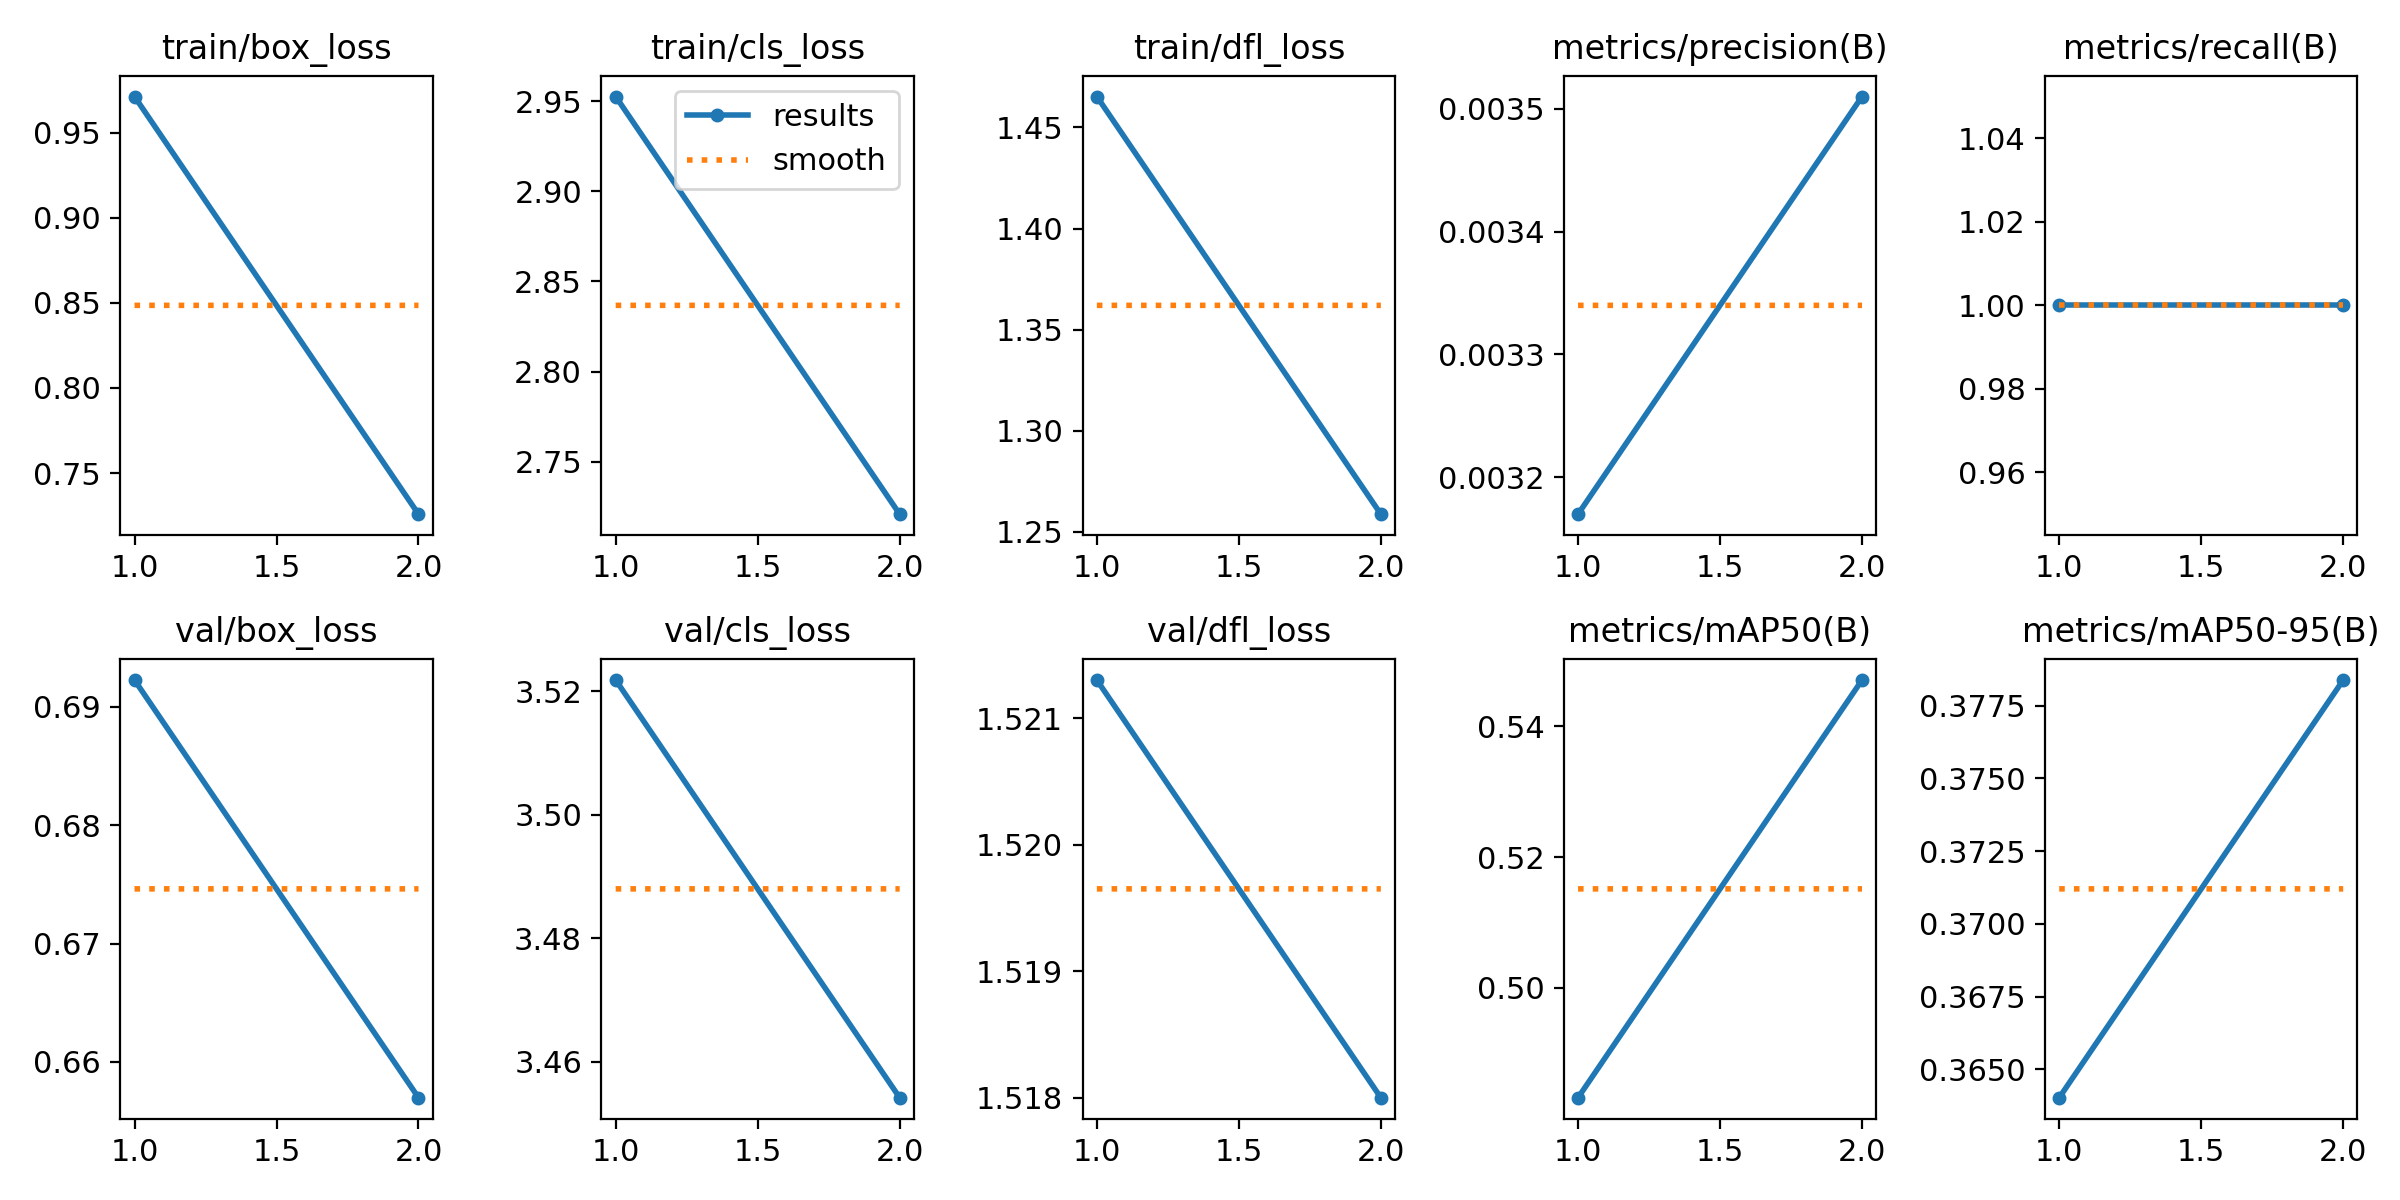 train/box_loss
0.95
0.90
0.85
0.80
0.75
1.0 1.5 2.0
train/cls_loss
results
smooth
2.95
2.90
2.85
2.80
2.75
1.0 1.5 2.0
train/dfl_loss
1.45
1.40
1.35
1.30
1.25
1.0 1.5 2.0
metrics/precision(B)
0.0035
0.0034
0.0033
0.0032
1.0 1.5 2.0
metrics/recall(B)
1.04
1.02
1.00
0.98
0.96
1.0 1.5 2.0
val/box_loss
0.69
0.68
0.67
0.66
1.0 1.5 2.0
val/cls_loss
3.52
3.50
3.48
3.46
1.0 1.5 2.0
val/dfl_loss
1.521
1.520
1.519
1.518
1.0 1.5 2.0
metrics/mAP50(B)
0.54
0.52
0.50
1.0 1.5 2.0
metrics/mAP50-95(B)
0.3775
0.3750
0.3725
0.3700
0.3675
0.3650
1.0 1.5 2.0